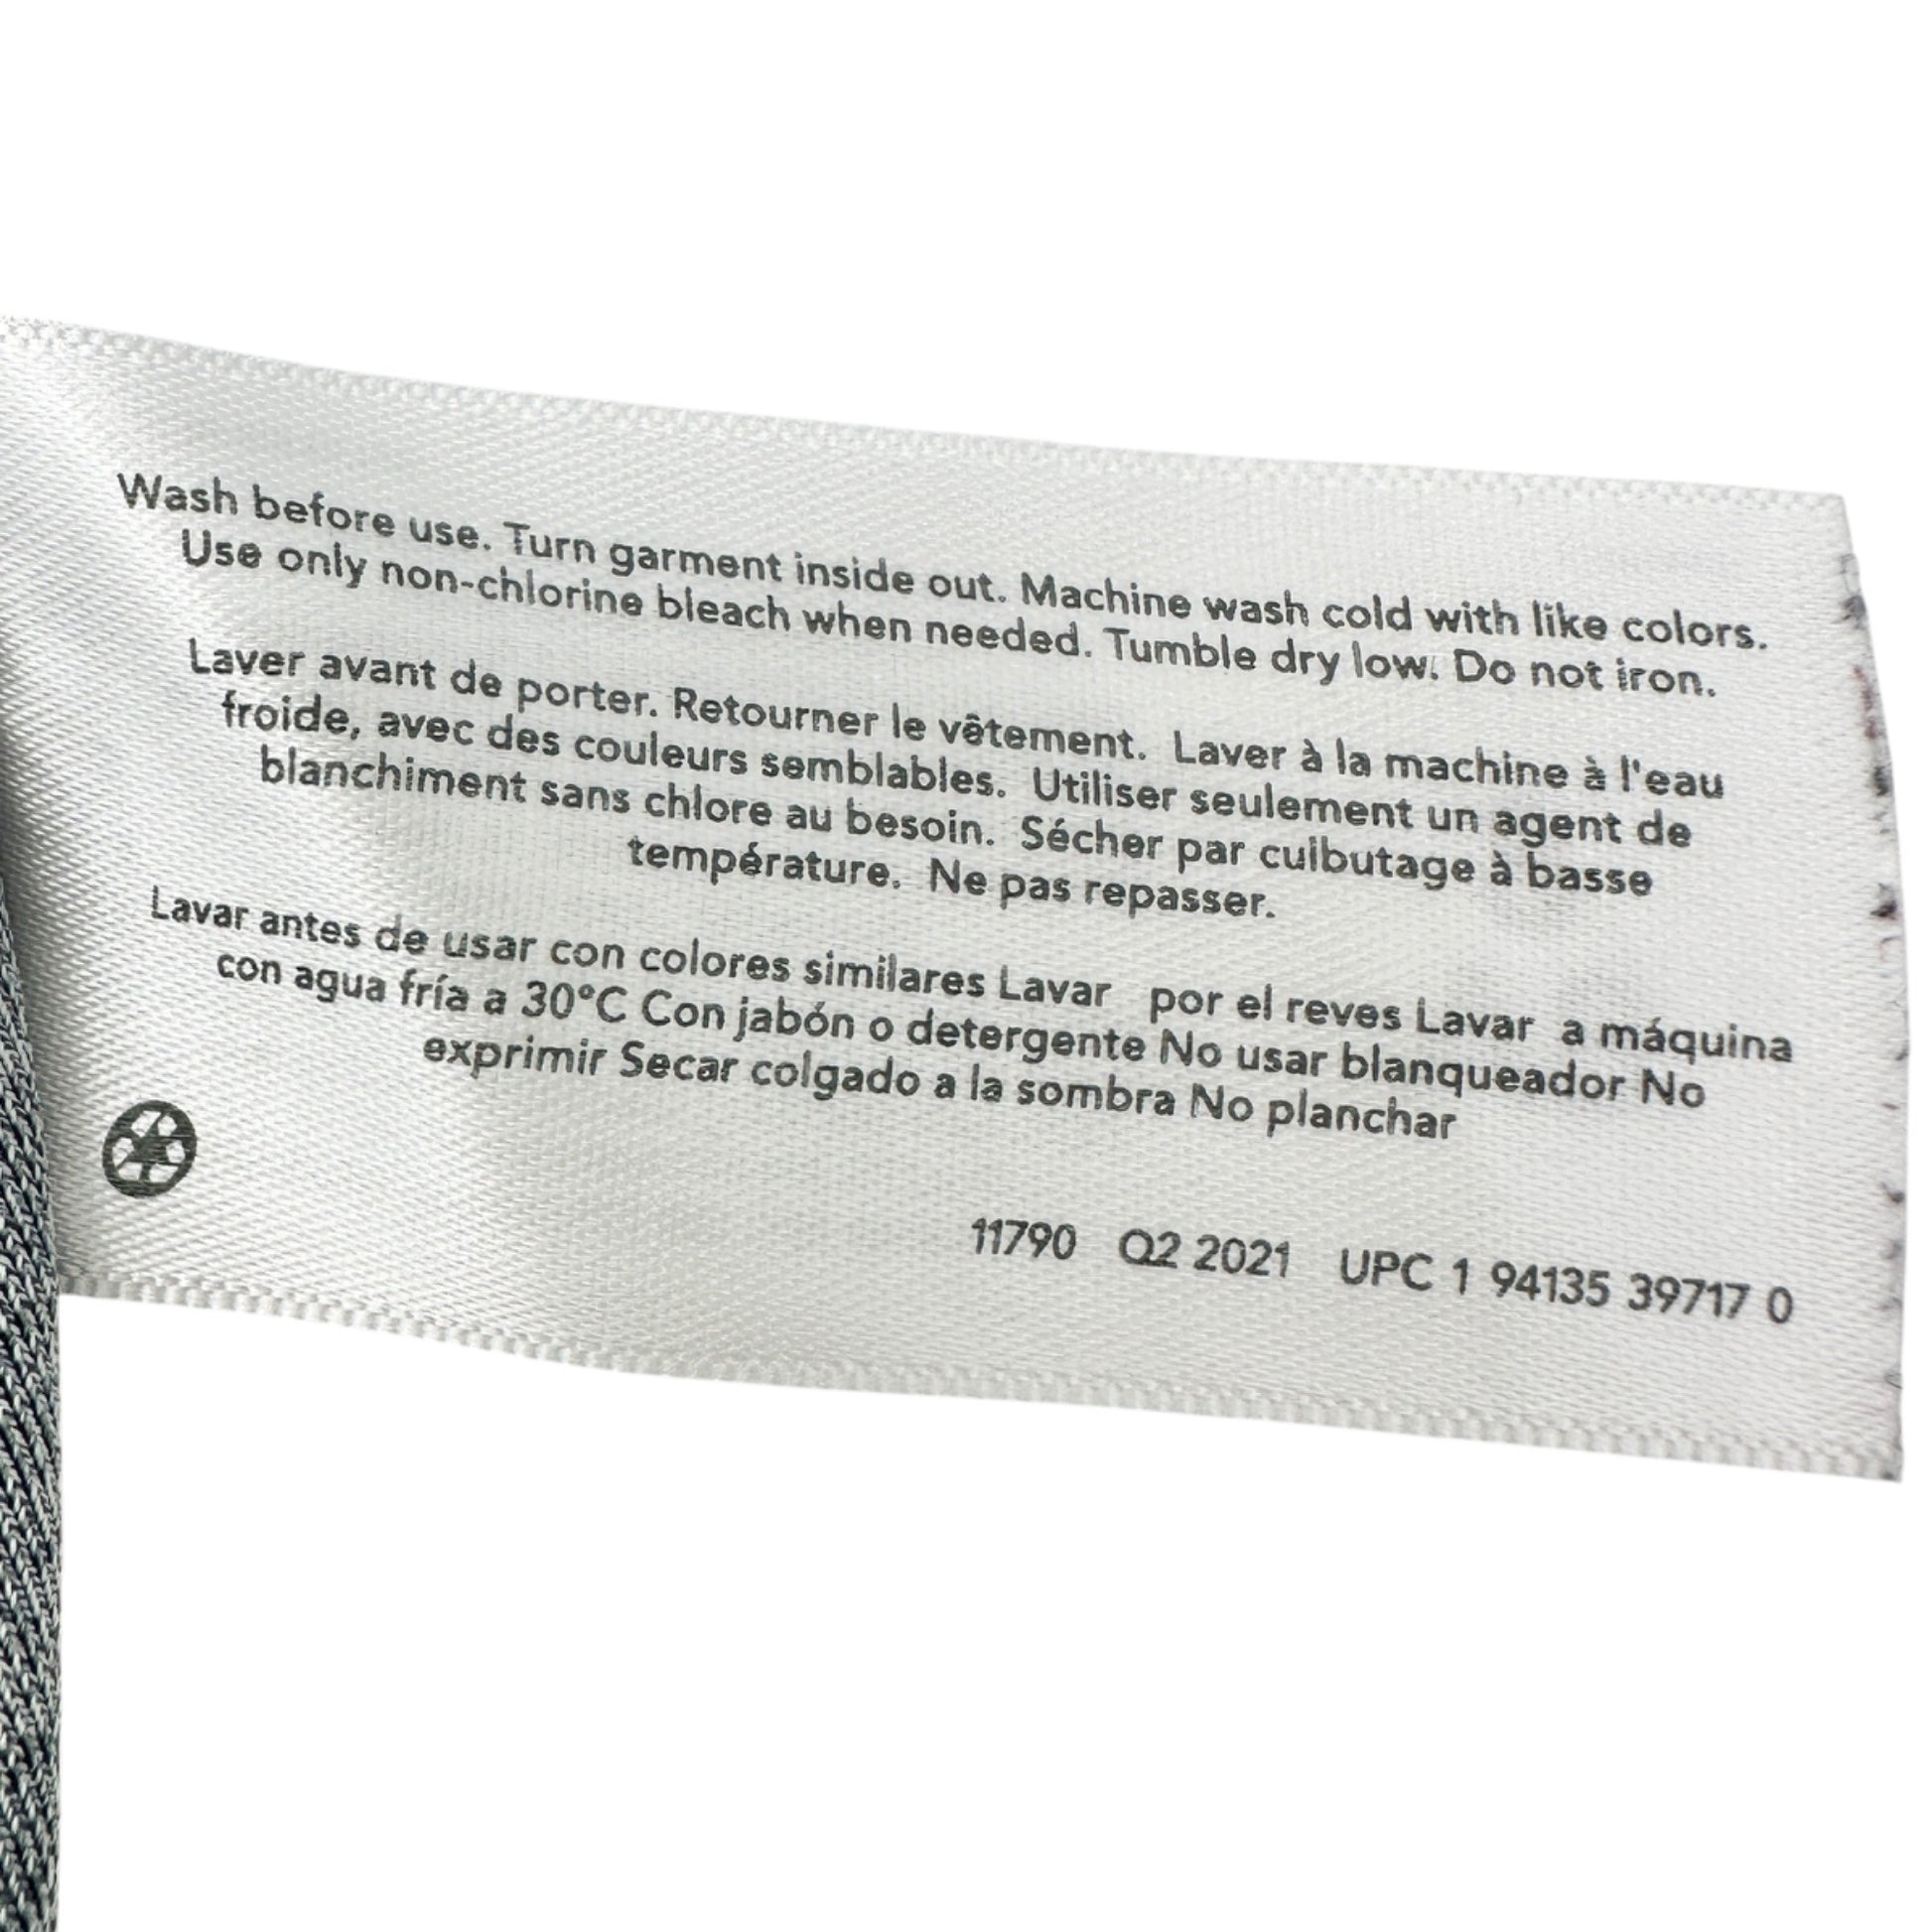 Wash before use. Turn garment inside out. Machine wash cold with like colors.
Use only non-chlorine bleach when needed. Tumble dry low. Do not iron.
Laver avant de porter. Retourner le vêtement. Laver à la machine à l'eau
froide, avec des couleurs semblables. Utiliser seulement un agent de
blanchiment sans chlore au besoin. Sécher par culbutage à basse
température. Ne pas repasser.
Lavar antes de usar con colores similares Lavar por el reves Lavar a máquina
con agua fría a 30°C Con jabón o detergente No usar blanqueador No
exprimir Secar colgado a la sombra No planchar
11790 Q2 2021 UPC 1 94135 39717 0